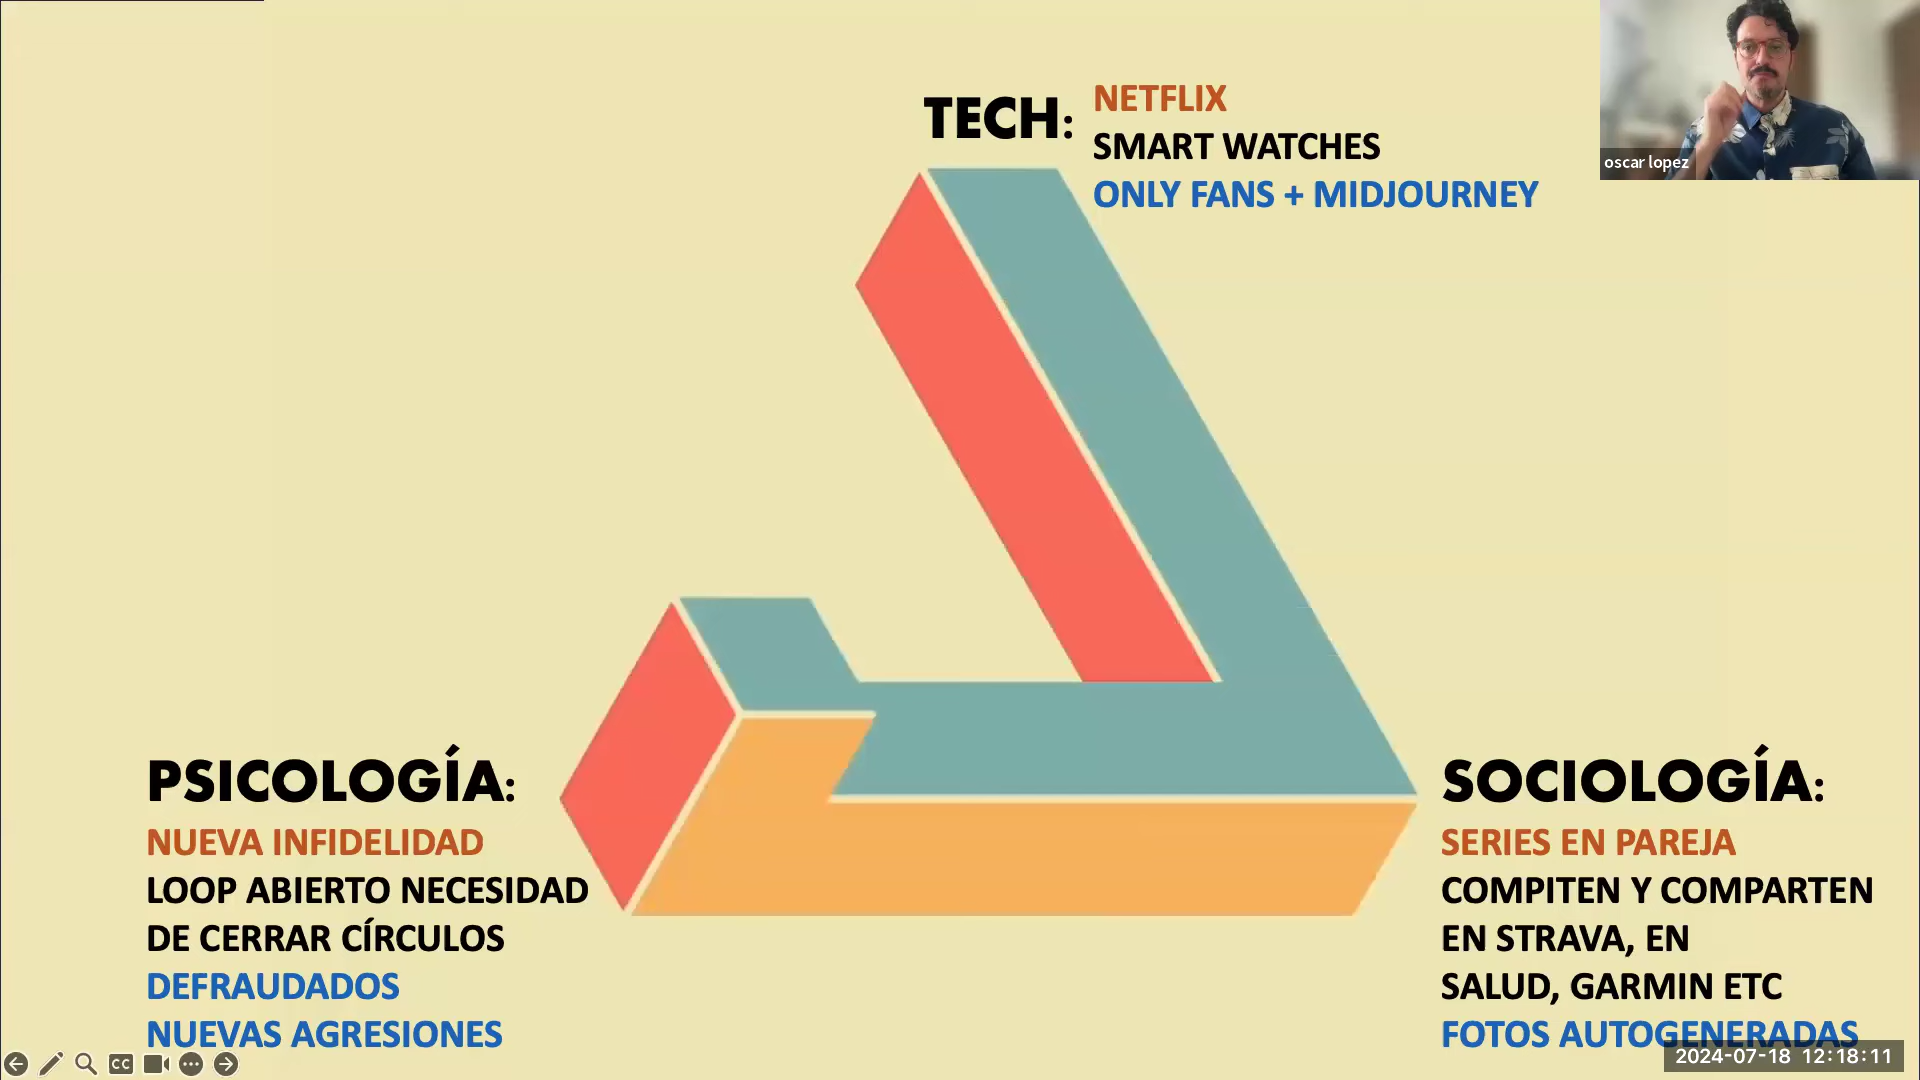 TECH:
NETFLIX
SMART WATCHES
ONLY FANS + MIDJOURNEY
oscar lopez
PSICOLOGÍA:
NUEVA INFIDELIDAD
LOOP ABIERTO NECESIDAD
DE CERRAR CÍRCULOS
DEFRAUDADOS
NUEVAS AGRESIONES
SOCIOLOGÍA:
SERIES EN PAREJA
COMPITEN Y COMPARTEN
EN STRAVA, EN
SALUD, GARMIN ETC
FOTOS AUTOGENERADAS
CC
2024-07-18 12:18:11